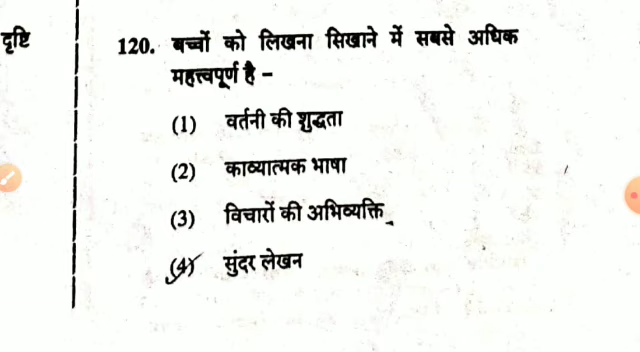 दृष्टि
120. बच्चों को लिखना सिखाने में सबसे अधिक
महत्त्वपूर्ण है –
(1) वर्तनी की शुद्धता
(2) काव्यात्मक भाषा
(3) विचारों की अभिव्यक्ति
(4) सुंदर लेखन